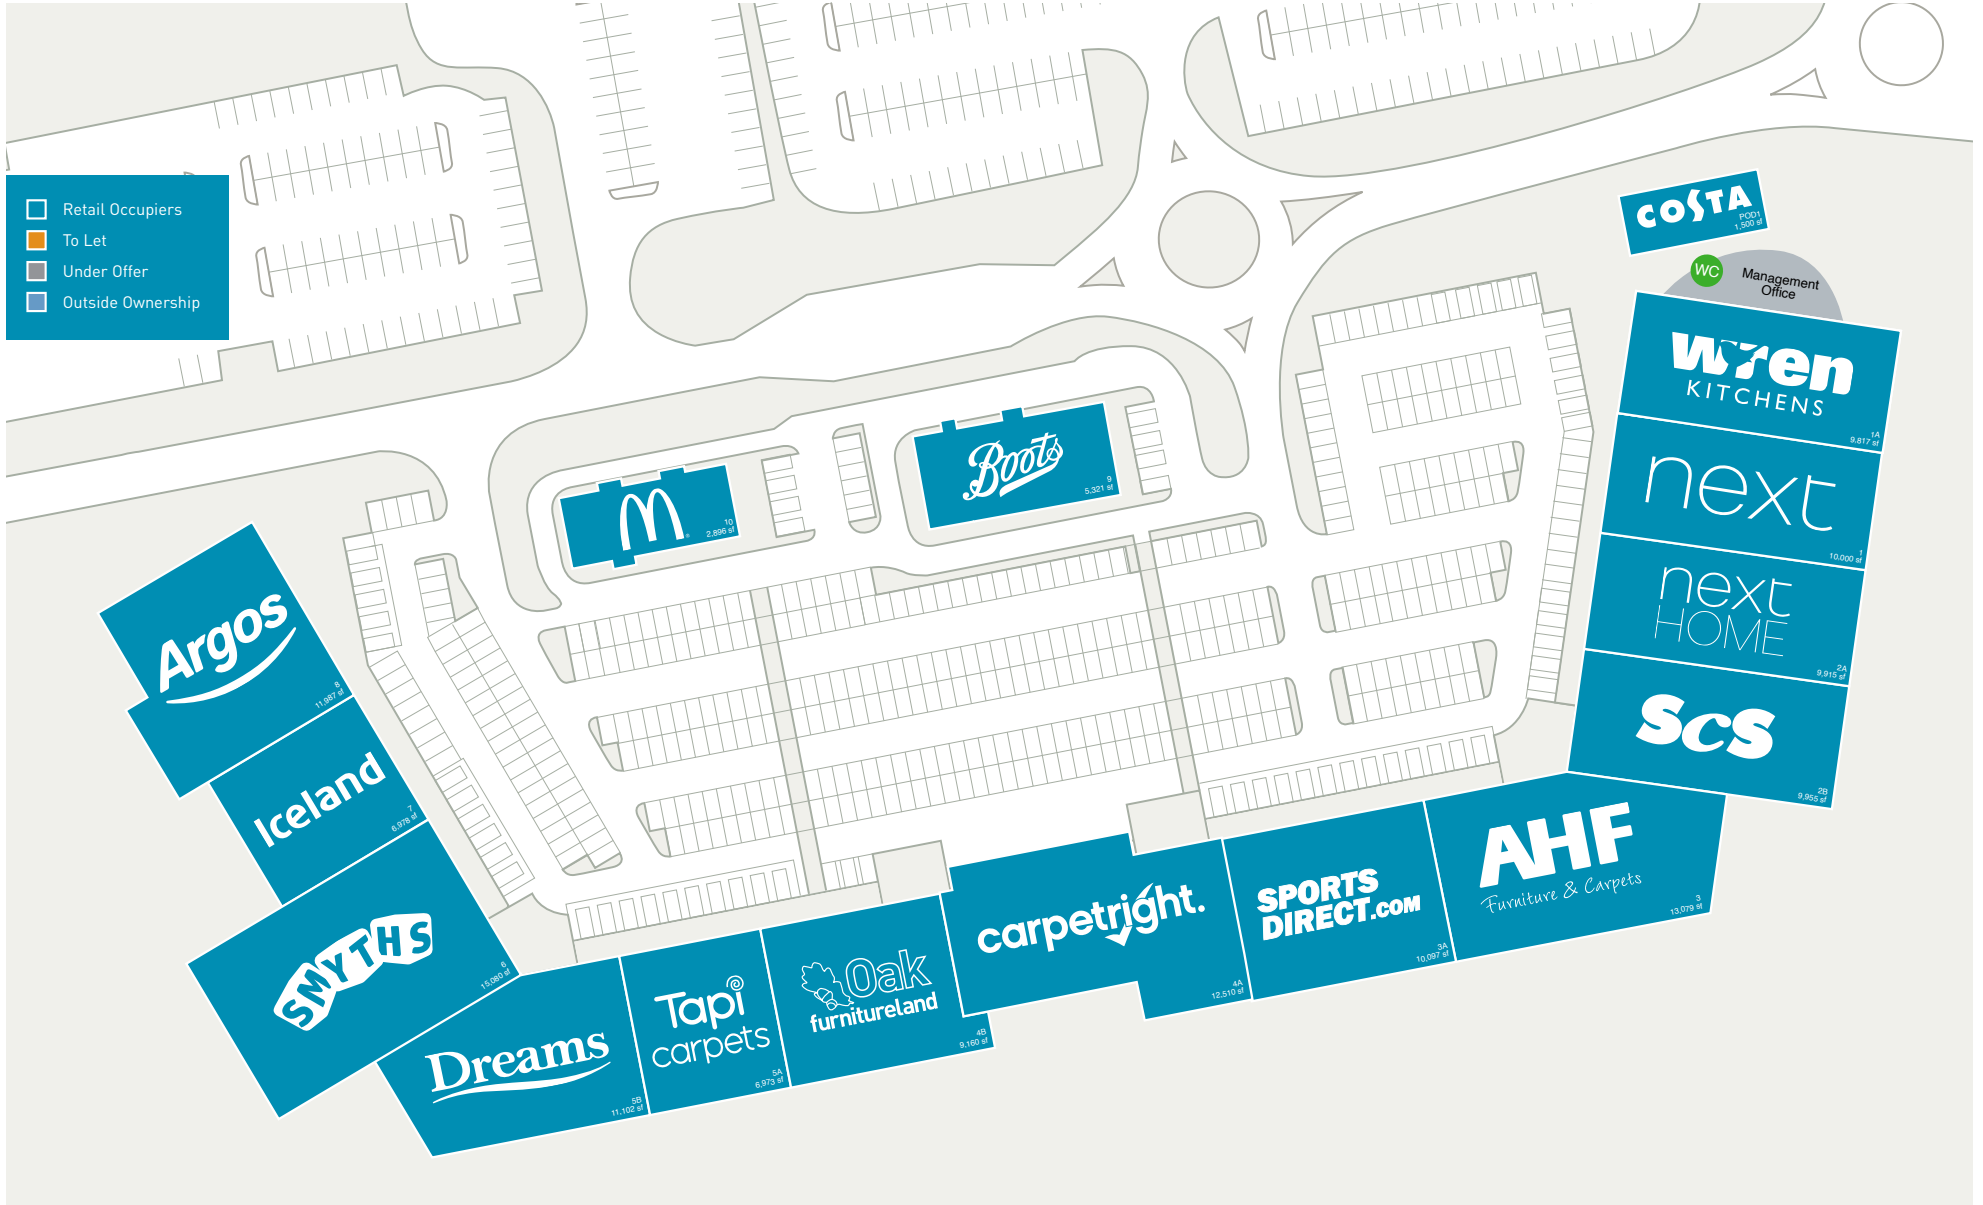 Retail Occupiers
To Let
Under Offer
Outside Ownership
COSTA
POD1
1,500 sf
WC
Management
Office
wren
KITCHENS
1A
9.817 sf
next
1
10.000 sf
next
HOME
2A
9,915 sf
ScS
2B
9,955 sf
AHF
Furniture & Carpets
3
13,079 sf
SPORTS
DIRECT.COM
3A
10,097 sf
carpetright.
4A
12,510 sf
Oak
furnitureland
4B
9,160 sf
Tapi
carpets
5A
6,973 sf
Dreams
5B
11,102 sf
SMYTHS
6
15,080 sf
Iceland
7
6,978 sf
Argos
8
11,987 sf
Boots
9
5,321 sf
M
10
2,896 sf